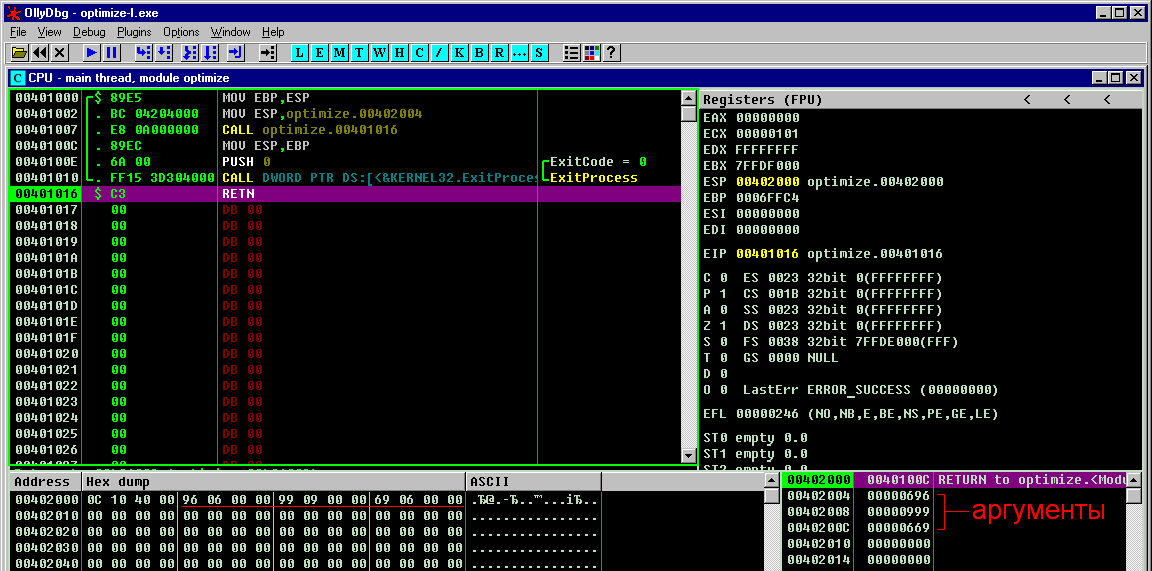 OllyDbg - optimize-I.exe
File View Debug Plugins Options Window Help
L E M T W H C / K B R ... S ?
C CPU - main thread, module optimize
00401000 $ 89E5 MOV EBP,ESP
00401002 . BC 04204000 MOV ESP,optimize.00402004
00401007 . E8 0A000000 CALL optimize.00401016
0040100C . 89EC MOV ESP,EBP
0040100E . 6A 00 PUSH 0 ExitCode = 0
00401010 . FF15 3D304000 CALL DWORD PTR DS:[<&KERNEL32.ExitProce ExitProcess
00401016 $ C3 RETN
00401017 00 DB 00
00401018 00 DB 00
00401019 00 DB 00
0040101A 00 DB 00
0040101B 00 DB 00
0040101C 00 DB 00
0040101D 00 DB 00
0040101E 00 DB 00
0040101F 00 DB 00
00401020 00 DB 00
00401021 00 DB 00
00401022 00 DB 00
00401023 00 DB 00
00401024 00 DB 00
00401025 00 DB 00
00401026 00 DB 00
Registers (FPU) < < <
EAX 00000000
ECX 00000101
EDX FFFFFFFF
EBX 7FFDF000
ESP 00402000 optimize.00402000
EBP 0006FFC4
ESI 00000000
EDI 00000000
EIP 00401016 optimize.00401016
C 0 ES 0023 32bit 0(FFFFFFFF)
P 1 CS 001B 32bit 0(FFFFFFFF)
A 0 SS 0023 32bit 0(FFFFFFFF)
Z 1 DS 0023 32bit 0(FFFFFFFF)
S 0 FS 0038 32bit 7FFDE000(FFF)
T 0 GS 0000 NULL
D 0
O 0 LastErr ERROR_SUCCESS (00000000)
EFL 00000246 (NO,NB,E,BE,NS,PE,GE,LE)
ST0 empty 0.0
ST1 empty 0.0
ST2 empty 0.0
Address Hex dump ASCII
00402000 0C 10 40 00 96 06 00 00 99 09 00 00 69 06 00 00 .Ђ@.-Ђ..™...iЂ..
00402010 00 00 00 00 00 00 00 00 00 00 00 00 00 00 00 00 ................
00402020 00 00 00 00 00 00 00 00 00 00 00 00 00 00 00 00 ................
00402030 00 00 00 00 00 00 00 00 00 00 00 00 00 00 00 00 ................
00402040 00 00 00 00 00 00 00 00 00 00 00 00 00 00 00 00 ................
00402000 0040100C RETURN to optimize.<Modu
00402004 00000696
00402008 00000999
0040200C 00000669
аргументы
00402010 00000000
00402014 00000000